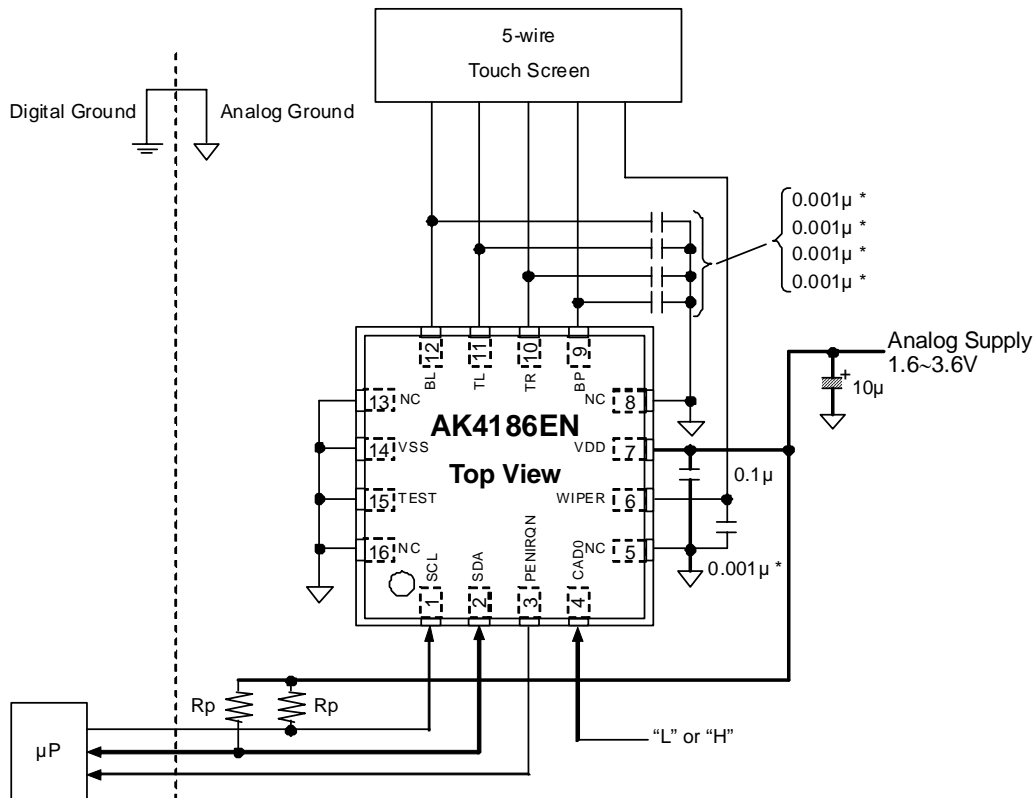 5-wire
Touch Screen
Digital Ground
Analog Ground
0.001µ *
0.001µ *
0.001µ *
0.001µ *
Analog Supply
1.6~3.6V
+
10µ
12
11
10
9
BL
TL
TR
BP
13 NC
NC 8
AK4186EN
14 VSS
VDD 7
Top View
0.1µ
15 TEST
WIPER 6
16 NC
NC 5
0.001µ *
SCL
SDA
PENIRQN
CAD0
1
2
3
4
Rp
Rp
µP
“L” or “H”